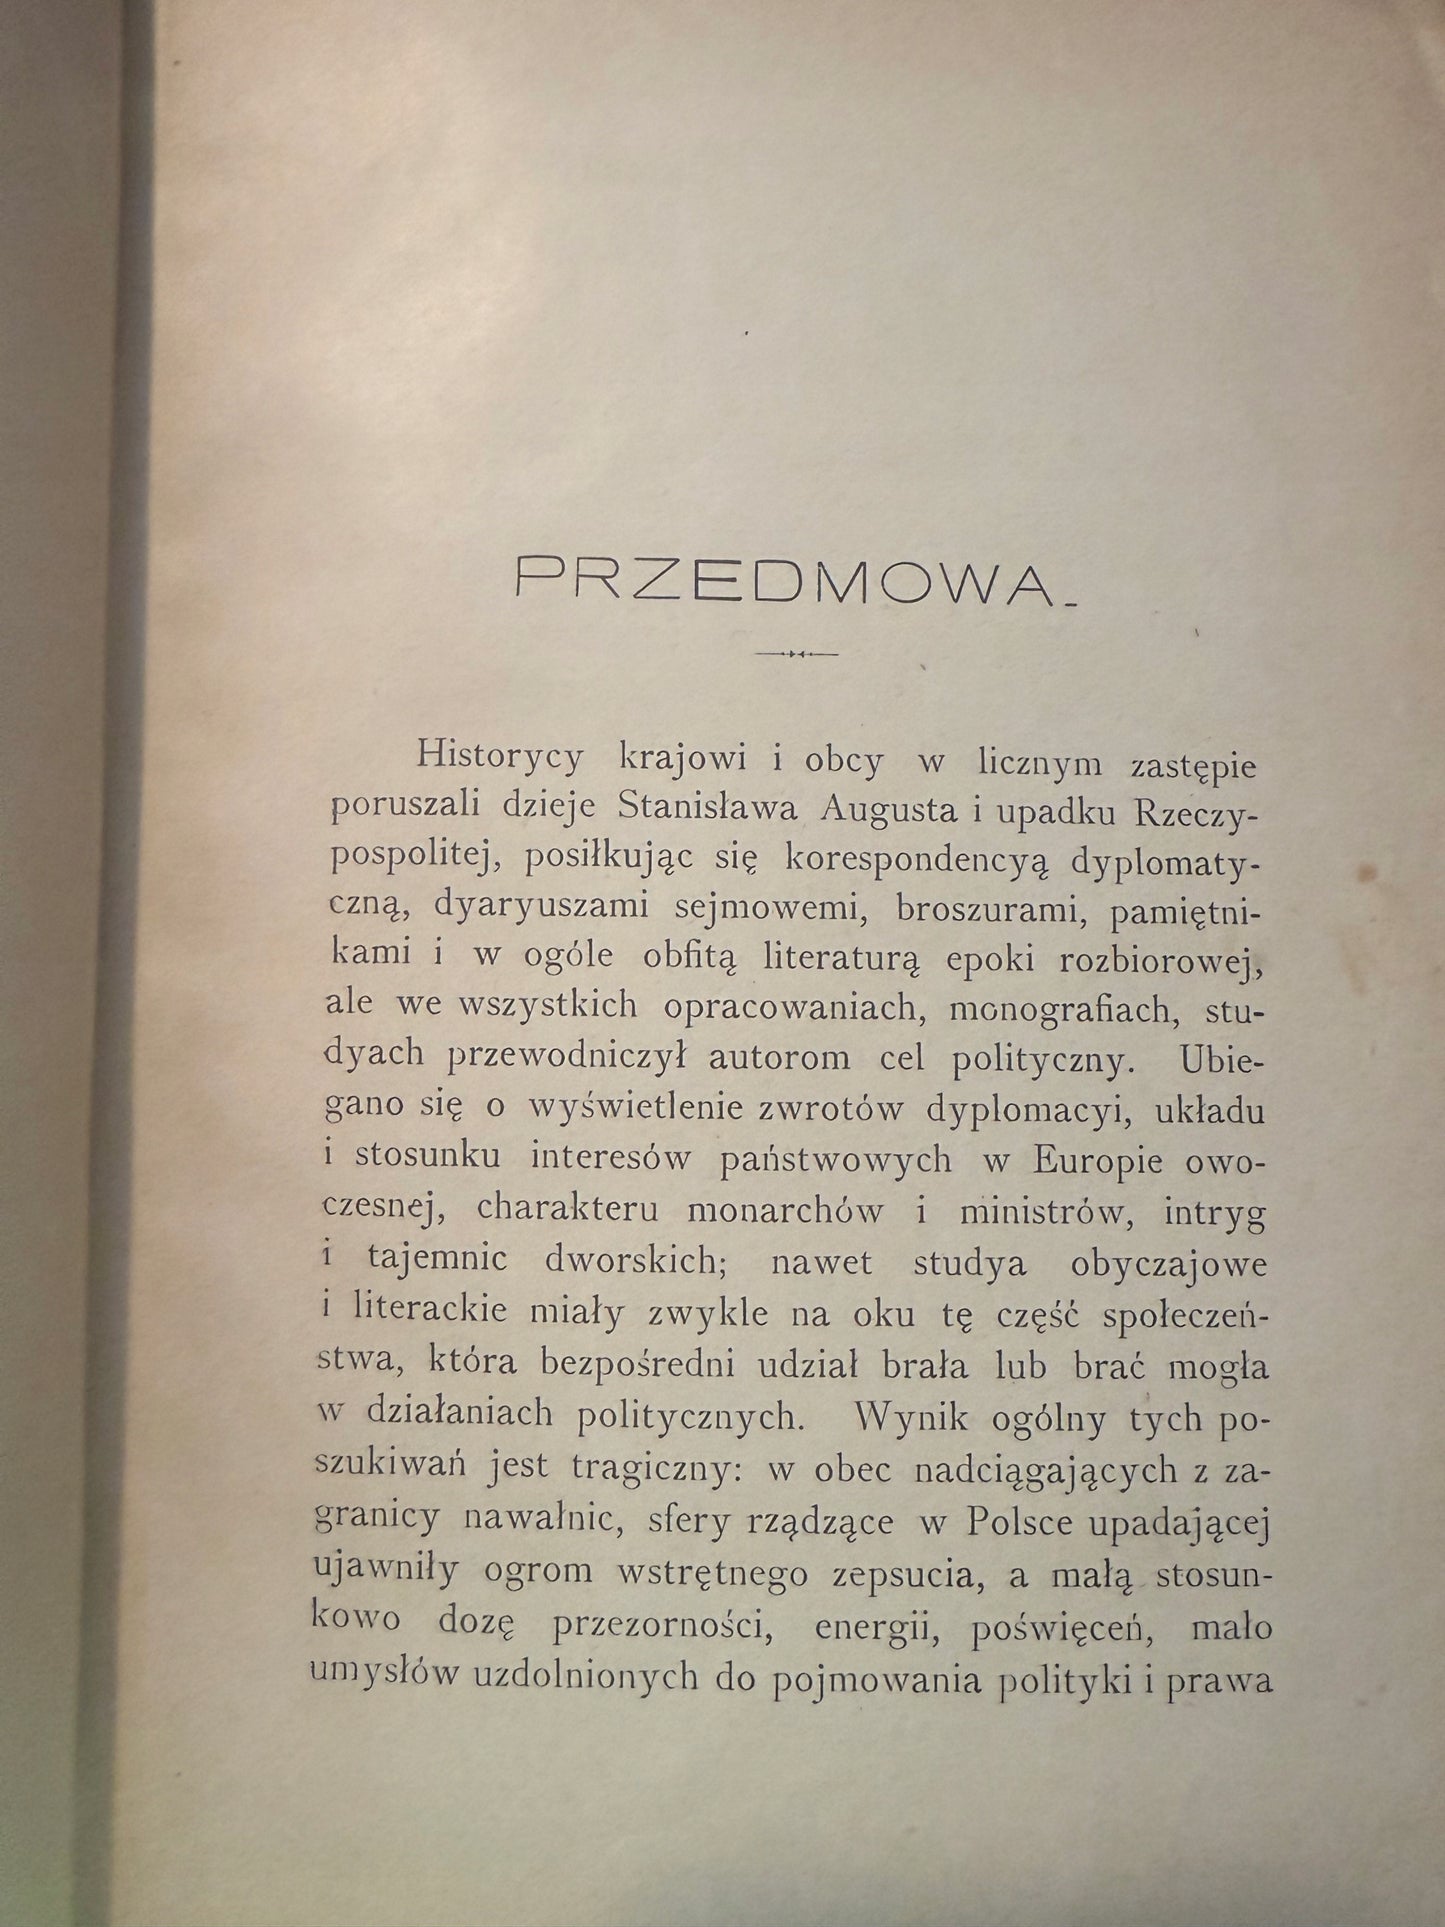 PRZEDMOWA.
Historycy krajowi i obcy w licznym zastępie
poruszali dzieje Stanisława Augusta i upadku Rzeczy-
pospolitej, posiłkując się korespondencyą dyplomaty-
czną, dyaryuszami sejmowemi, broszurami, pamiętni-
kami i w ogóle obfitą literaturą epoki rozbiorowej,
ale we wszystkich opracowaniach, monografiach, stu-
dyach przewodniczył autorom cel polityczny. Ubie-
gano się o wyświetlenie zwrotów dyplomacyi, układu
i stosunku interesów państwowych w Europie owo-
czesnej, charakteru monarchów i ministrów, intryg
i tajemnic dworskich; nawet studya obyczajowe
i literackie miały zwykle na oku tę część społeczeń-
stwa, która bezpośredni udział brała lub brać mogła
w działaniach politycznych. Wynik ogólny tych po-
szukiwań jest tragiczny: w obec nadciągających z za-
granicy nawałnic, sfery rządzące w Polsce upadającej
ujawniły ogrom wstrętnego zepsucia, a małą stosun-
kowo dozę przezorności, energii, poświęceń, mało
umysłów uzdolnionych do pojmowania polityki i prawa